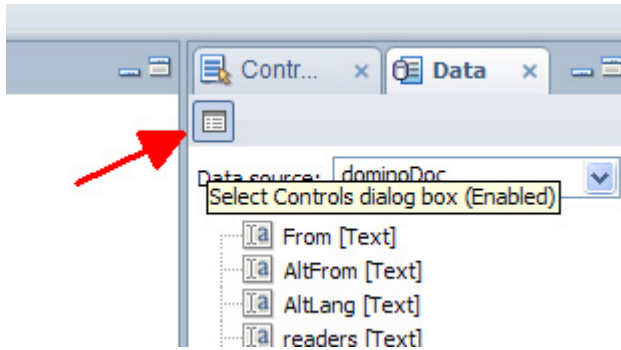 Contr... Data
Data source: dominoDoc
Select Controls dialog box (Enabled)
From [Text]
AltFrom [Text]
AltLang [Text]
readers [Text]